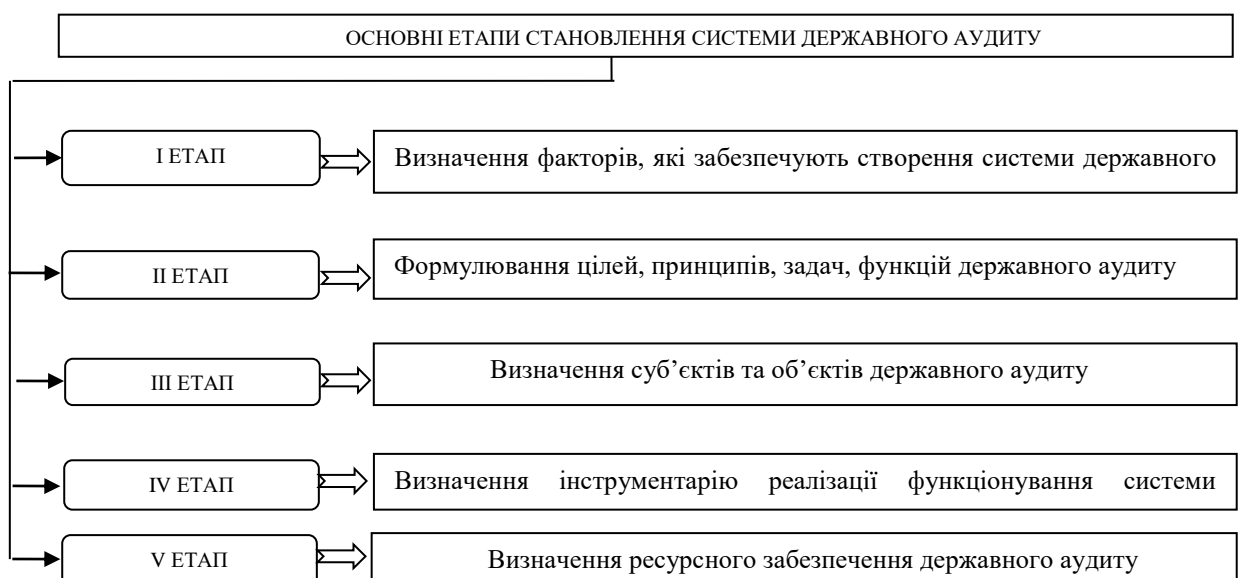 ОСНОВНІ ЕТАПИ СТАНОВЛЕННЯ СИСТЕМИ ДЕРЖАВНОГО АУДИТУ
І ЕТАП
Визначення факторів, які забезпечують створення системи державного
ІІ ЕТАП
Формулювання цілей, принципів, задач, функцій державного аудиту
ІІІ ЕТАП
Визначення суб’єктів та об’єктів державного аудиту
IV ЕТАП
Визначення інструментарію реалізації функціонування системи
V ЕТАП
Визначення ресурсного забезпечення державного аудиту